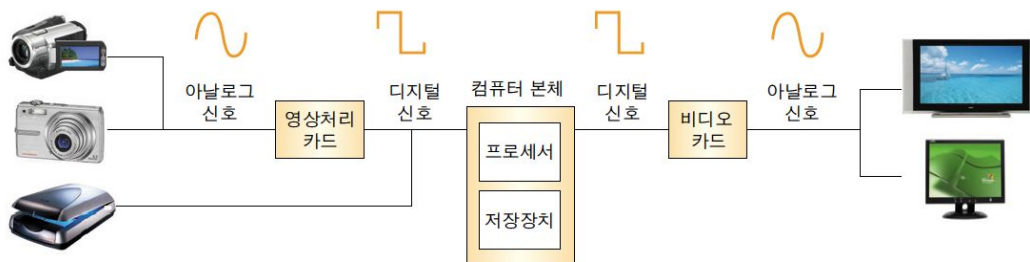 아날로그
신호
영상처리
카드
디지털
신호
컴퓨터 본체
프로세서
저장장치
디지털
신호
비디오
카드
아날로그
신호